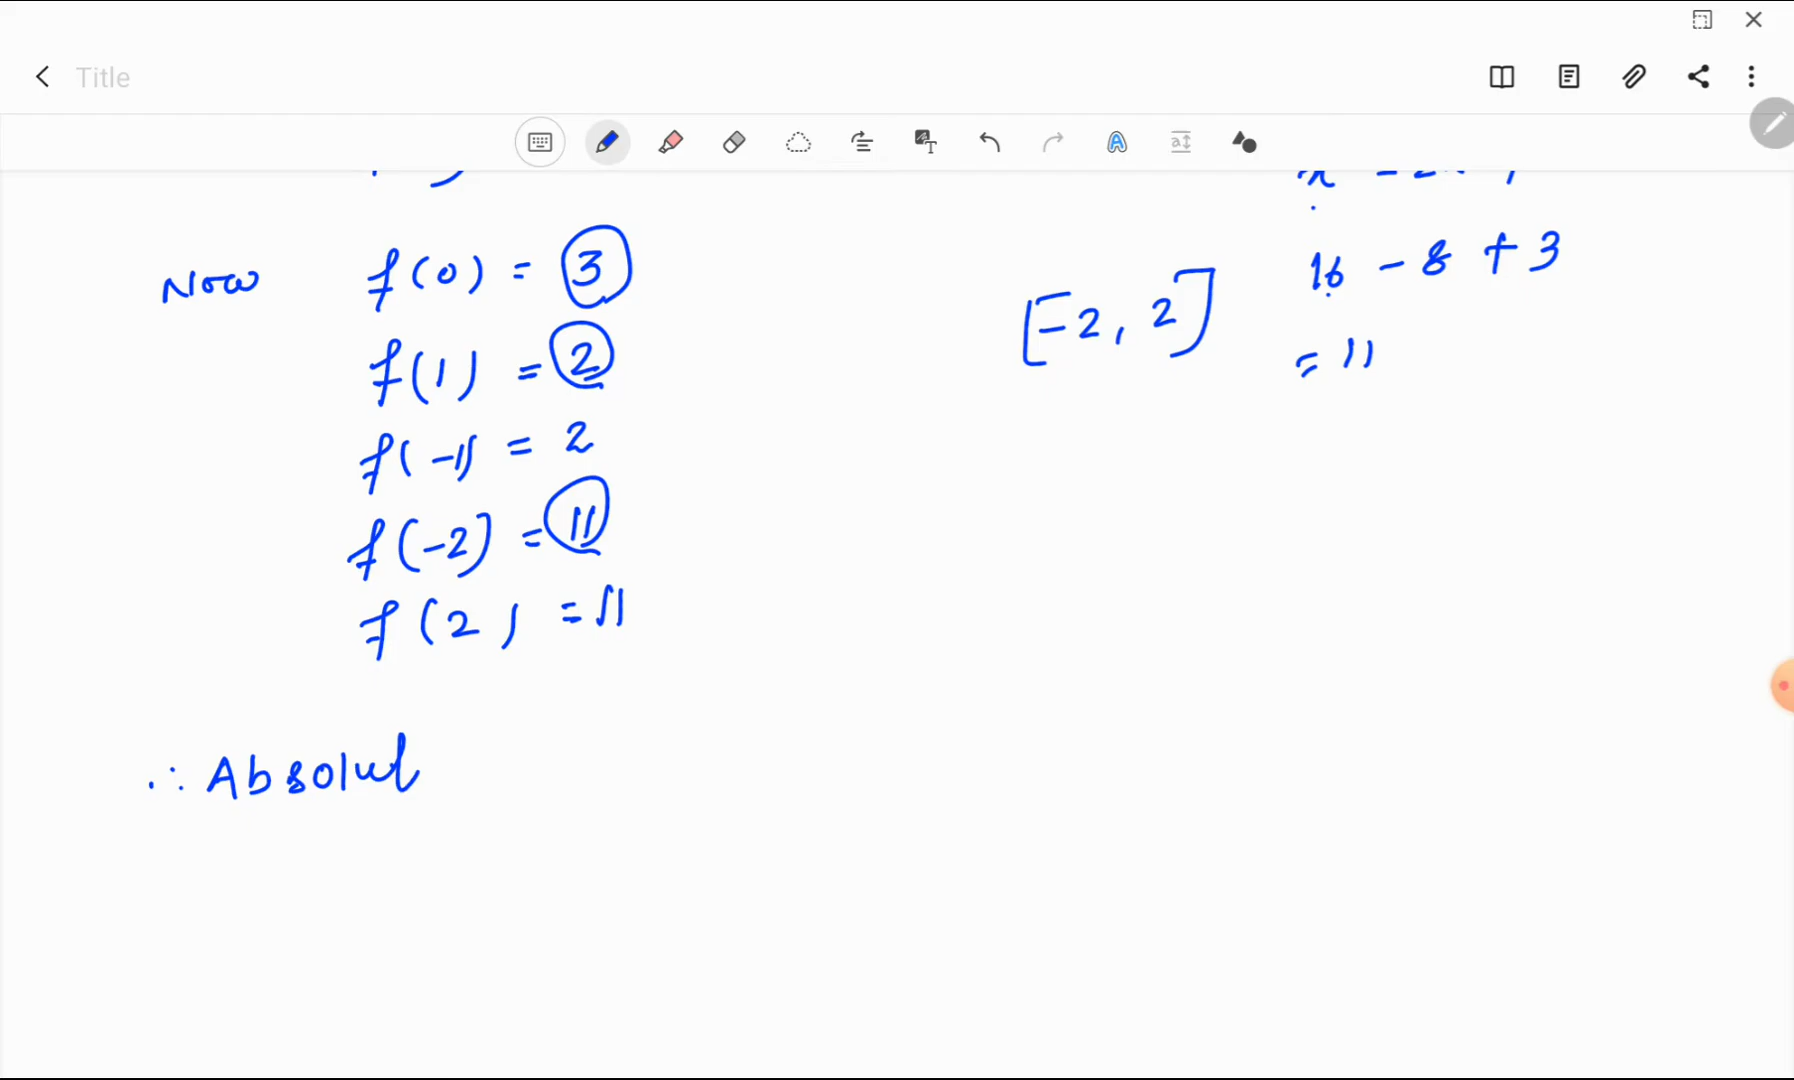 Title
Now f(0) = 3
f(1) = 2
f(-1) = 2
f(-2) = 11
f(2) = 11
∴ Absolut
[-2, 2]
16 - 8 + 3
= 11